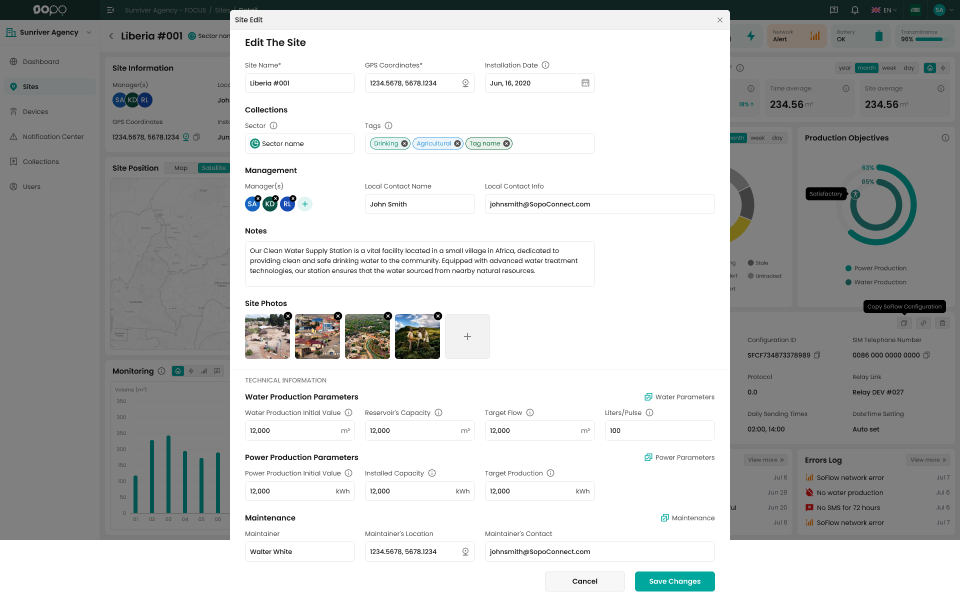 Sunriver Agency - FOCUS / Sites / Detail
EN
SA
Site Edit
Edit The Site
Site Name*
GPS Coordinates*
Installation Date
Liberia #001
1234.5678, 5678.1234
Jun, 16, 2020
Collections
Sector
Tags
Sector name
Drinking
Agricultural
Tag name
Management
Manager(s)
Local Contact Name
Local Contact Info
SA
KD
RL
John Smith
johnsmith@SopoConnect.com
Notes
Our Clean Water Supply Station is a vital facility located in a small village in Africa, dedicated to
providing clean and safe drinking water to the community. Equipped with advanced water treatment
technologies, our station ensures that the water sourced from nearby natural resources.
Site Photos
TECHNICAL INFORMATION
Water Production Parameters
Water Parameters
Water Production Initial Value
Reservoir's Capacity
Target Flow
Liters/Pulse
12,000 m³
12,000 m³
12,000 m³
100
Power Production Parameters
Power Parameters
Power Production Initial Value
Installed Capacity
Target Production
12,000 kWh
12,000 kWh
12,000 kWh
Maintenance
Maintenance
Maintainer
Maintainer's Location
Maintainer's Contact
Walter White
1234.5678, 5678.1234
johnsmith@SopoConnect.com
Cancel
Save Changes
Sunriver Agency
Dashboard
Sites
Devices
Notification Center
Collections
Users
Liberia #001
Sector nam
Site Information
Manager(s)
SA
KD
RL
GPS Coordinates
1234.5678, 5678.1234
Site Position
Map
Satellite
Monitoring
Volume (m³)
350
300
250
200
150
100
50
0
01
02
03
04
05
06
Network
Alert
Battery
OK
Transmittance
96%
year
month
week
day
Time average
234.56 m³
Site average
234.56 m³
38%
week
day
Stole
Untracked
Production Objectives
93%
85%
Satisfactory
Power Production
Water Production
Copy SoFlow Configuration
Configuration ID
SIM Telephone Number
SFCF734873378989
0086 000 0000 0000
Protocol
Relay Link
0.0
Relay DEV #027
Daily Sending Times
DateTime Setting
02:00, 14:00
Auto set
View more
Jul 6
Jun 28
Jul 6
Jul 6
Errors Log
View more
SoFlow network error
Jul 7
No water production
Jun 26
No SMS for 72 hours
Jul 6
SoFlow network error
Jul 7